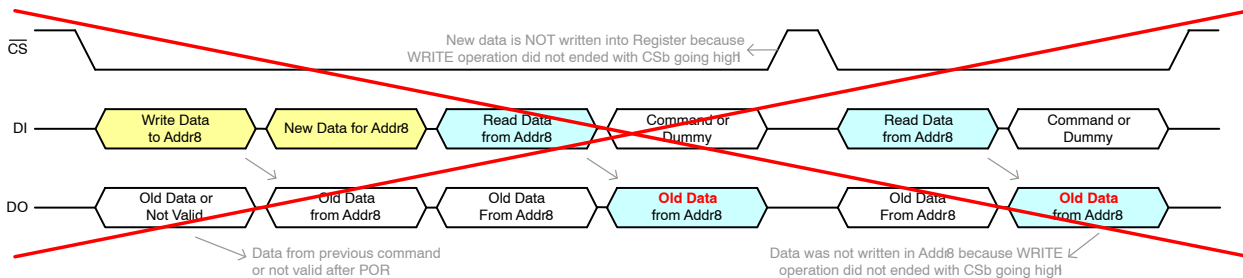 CS
New data is NOT written into Register because
WRITE operation did not ended with CSb going high
DI
Write Data
to Addr8
New Data for Addr8
Read Data
from Addr8
Command or
Dummy
Read Data
from Addr8
Command or
Dummy
DO
Old Data or
Not Valid
Old Data
from Addr8
Old Data
From Addr8
Old Data
from Addr8
Old Data
From Addr8
Old Data
from Addr8
Data from previous command
or not valid after POR
Data was not written in Addr8 because WRITE
operation did not ended with CSb going high